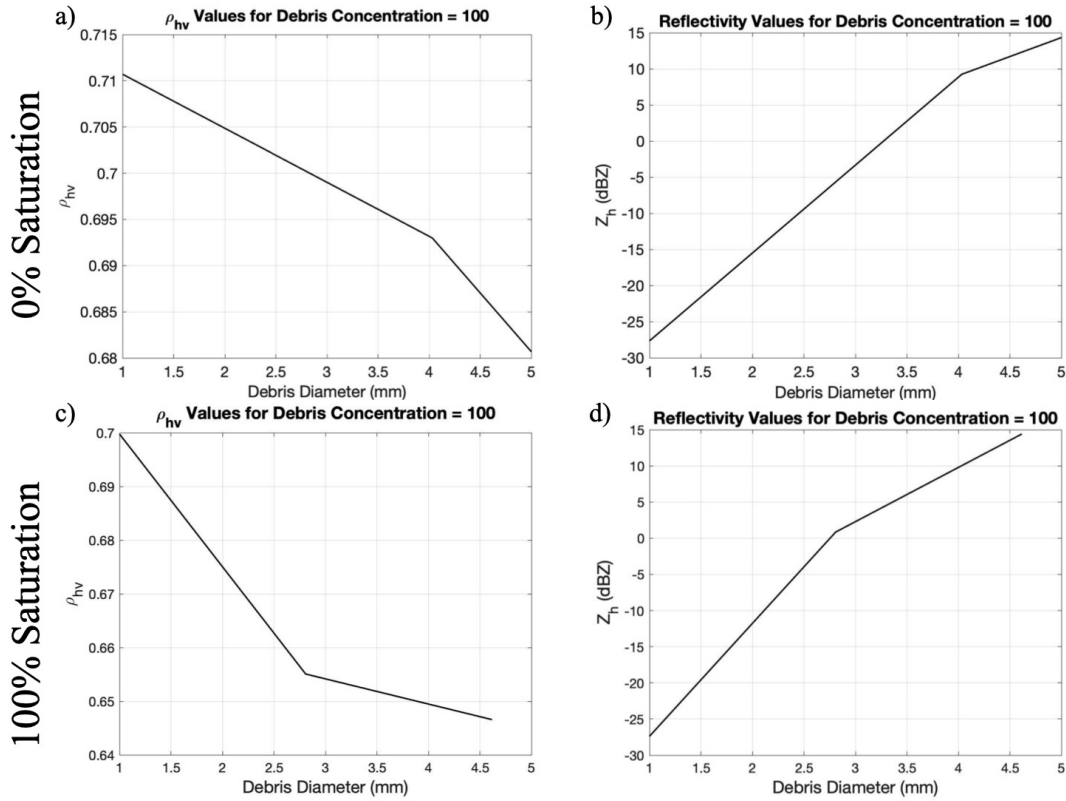 a)
ρhv Values for Debris Concentration = 100
0.715
0.71
0.705
0.7
0.695
0.69
0.685
0.68
ρhv
1 1.5 2 2.5 3 3.5 4 4.5 5
Debris Diameter (mm)
b)
Reflectivity Values for Debris Concentration = 100
15
10
5
0
-5
-10
-15
-20
-25
-30
Zh (dBZ)
1 1.5 2 2.5 3 3.5 4 4.5 5
Debris Diameter (mm)
0% Saturation
c)
ρhv Values for Debris Concentration = 100
0.7
0.69
0.68
0.67
0.66
0.65
0.64
ρhv
1 1.5 2 2.5 3 3.5 4 4.5 5
Debris Diameter (mm)
d)
Reflectivity Values for Debris Concentration = 100
15
10
5
0
-5
-10
-15
-20
-25
-30
Zh (dBZ)
1 1.5 2 2.5 3 3.5 4 4.5 5
Debris Diameter (mm)
100% Saturation